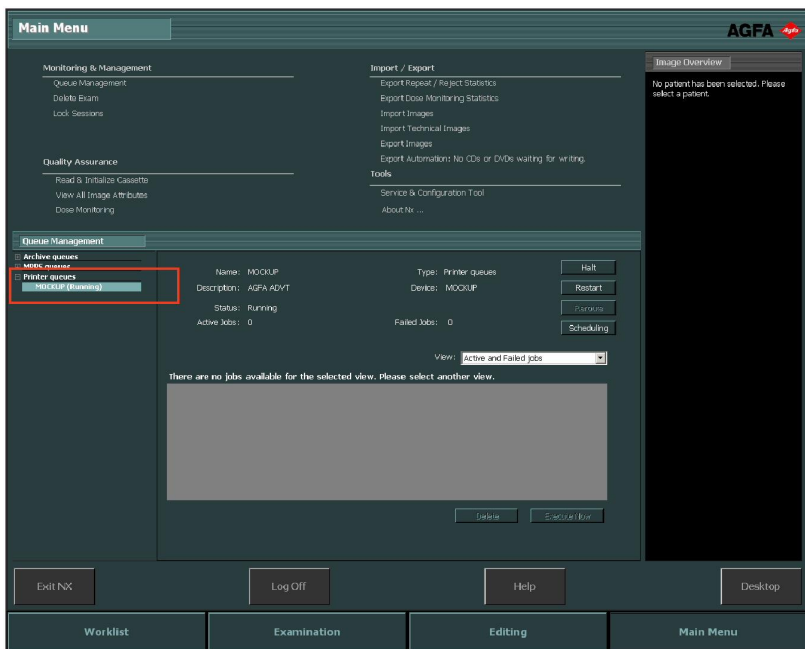 Main Menu
AGFA
Agfa
Monitoring & Management
Queue Management
Delete Exam
Lock Sessions
Quality Assurance
Read & Initialize Cassette
View All Image Attributes
Dose Monitoring
Import / Export
Export Repeat / Reject Statistics
Export Dose Monitoring Statistics
Import Images
Import Technical Images
Export Images
Export Automation: No CDs or DVDs waiting for writing.
Tools
Service & Configuration Tool
About Nx ...
Image Overview
No patient has been selected. Please
select a patient.
Queue Management
Archive queues
MPPS queues
Printer queues
MOCKUP (Running)
Name: MOCKUP
Type: Printer queues
Halt
Description: AGFA ADVT
Device: MOCKUP
Restart
Status: Running
Reroute
Active Jobs: 0
Failed Jobs: 0
Scheduling
View: Active and Failed jobs
There are no jobs available for the selected view. Please select another view.
Delete
Execute Now
Exit NX
Log Off
Help
Desktop
Worklist
Examination
Editing
Main Menu